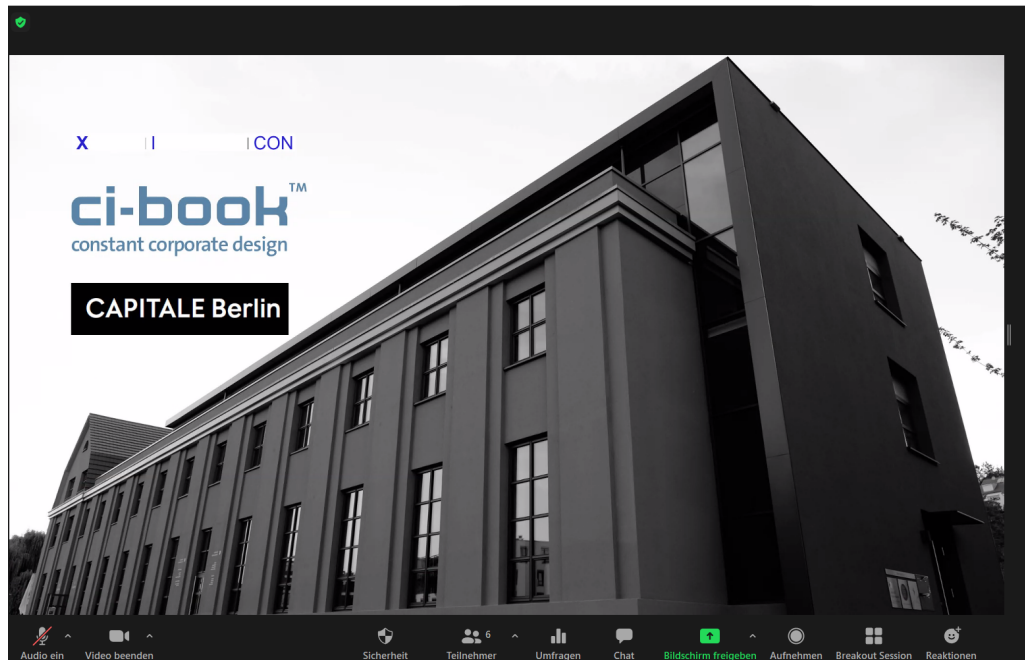 X | I | CON
ci-book™
constant corporate design
CAPITALE Berlin
Audio ein
Video beenden
Sicherheit
6
Teilnehmer
Umfragen
Chat
Bildschirm freigeben
Aufnehmen
Breakout Session
Reaktionen